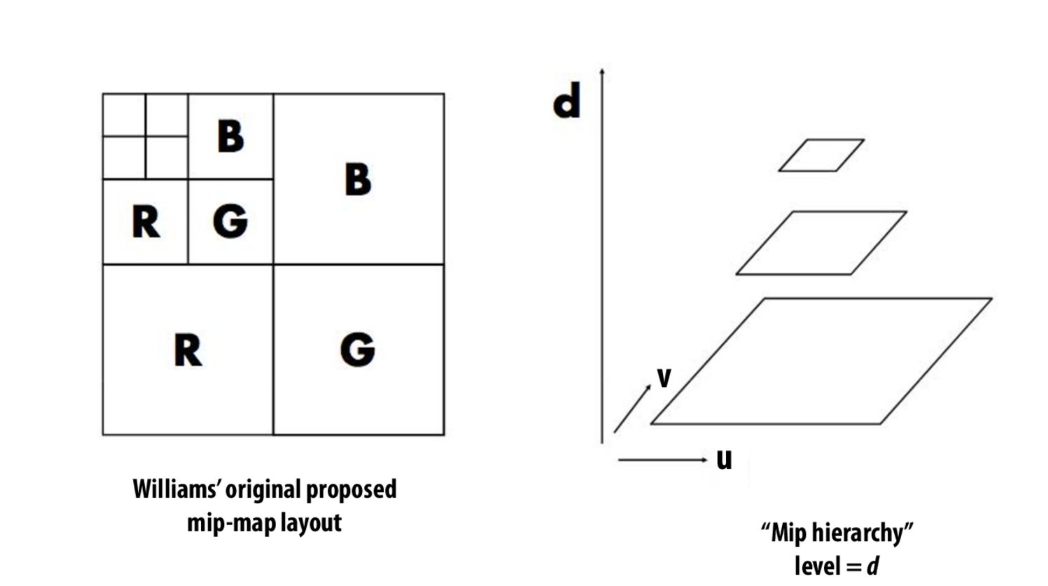 B
B
R
G
R
G
Williams’ original proposed
mip-map layout
d
v
u
“Mip hierarchy”
level = d